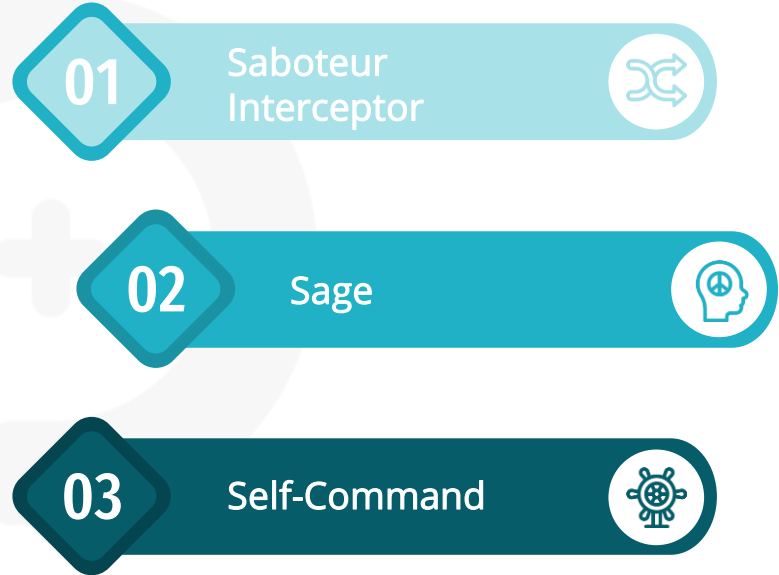 01
Saboteur
Interceptor
02
Sage
03
Self-Command